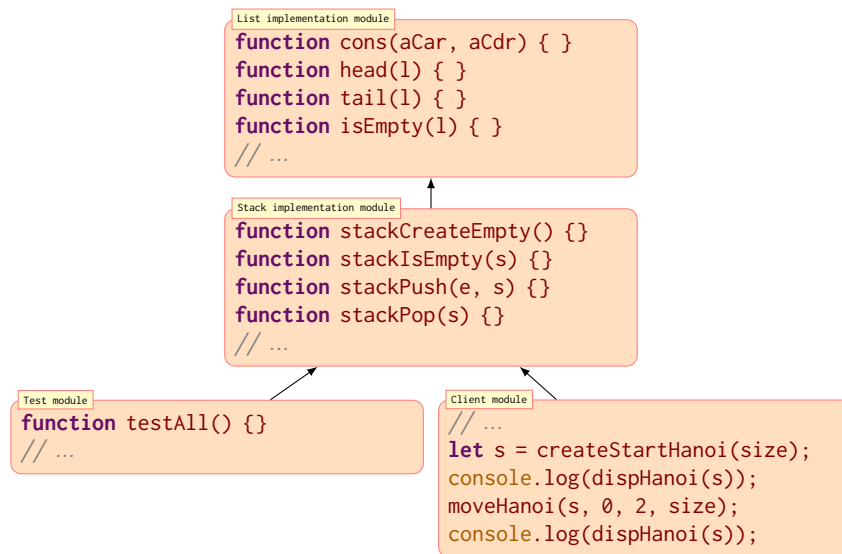 List implementation module
function cons(aCar, aCdr) { }
function head(l) { }
function tail(l) { }
function isEmpty(l) { }
// ...
Stack implementation module
function stackCreateEmpty() {}
function stackIsEmpty(s) {}
function stackPush(e, s) {}
function stackPop(s) {}
// ...
Test module
function testAll() {}
// ...
Client module
// ...
let s = createStartHanoi(size);
console.log(dispHanoi(s));
moveHanoi(s, 0, 2, size);
console.log(dispHanoi(s));